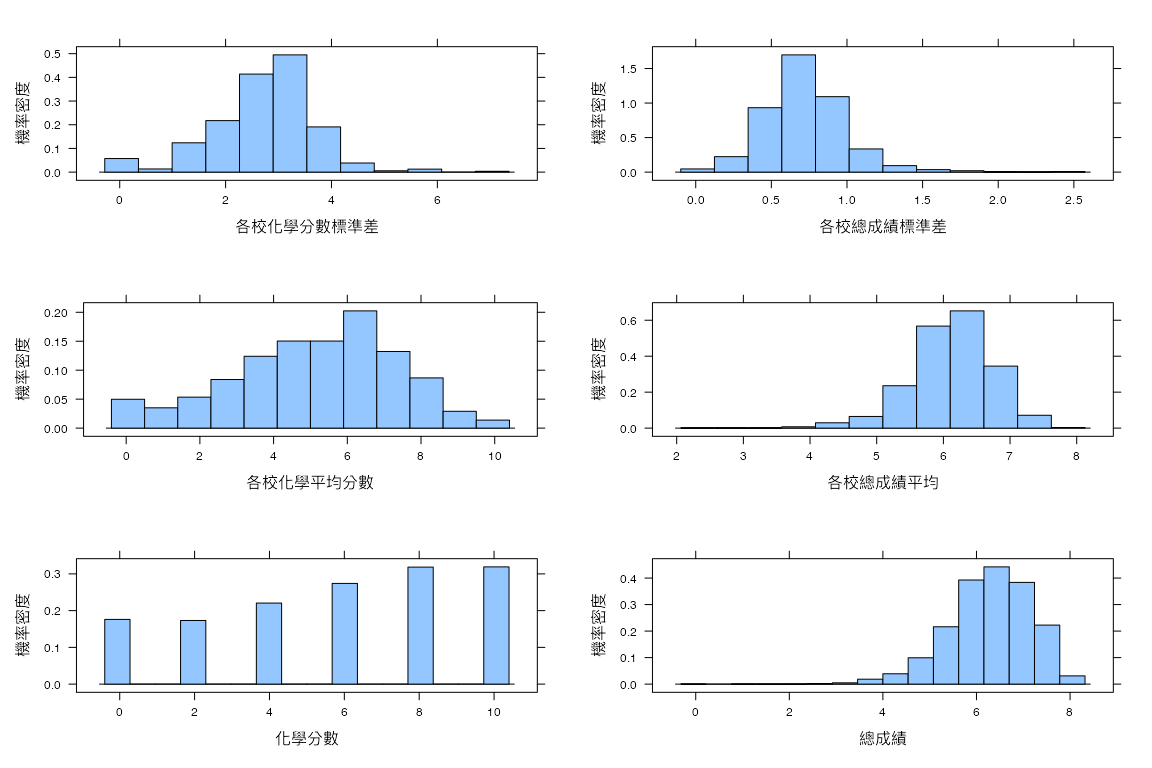 機率密度
0.0 0.1 0.2 0.3 0.4 0.5
0 2 4 6
各校化學分數標準差
機率密度
0.0 0.5 1.0 1.5
0.0 0.5 1.0 1.5 2.0 2.5
各校總成績標準差
機率密度
0.00 0.05 0.10 0.15 0.20
0 2 4 6 8 10
各校化學平均分數
機率密度
0.0 0.2 0.4 0.6
2 3 4 5 6 7 8
各校總成績平均
機率密度
0.0 0.1 0.2 0.3
0 2 4 6 8 10
化學分數
機率密度
0.0 0.1 0.2 0.3 0.4
0 2 4 6 8
總成績